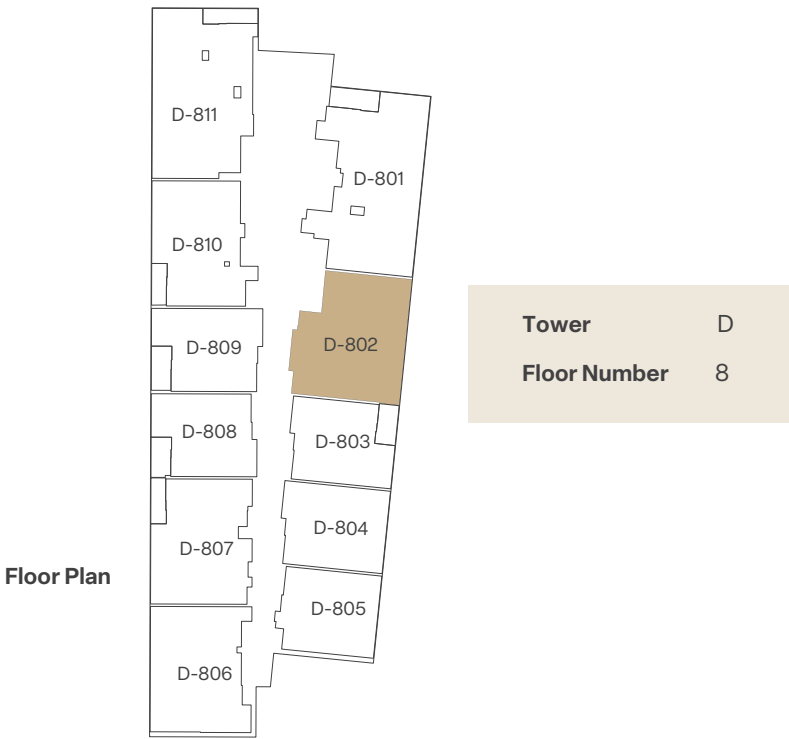 D-811
D-801
D-810
Tower D
D-802
D-809
Floor Number 8
D-808
D-803
D-804
D-807
Floor Plan
D-805
D-806